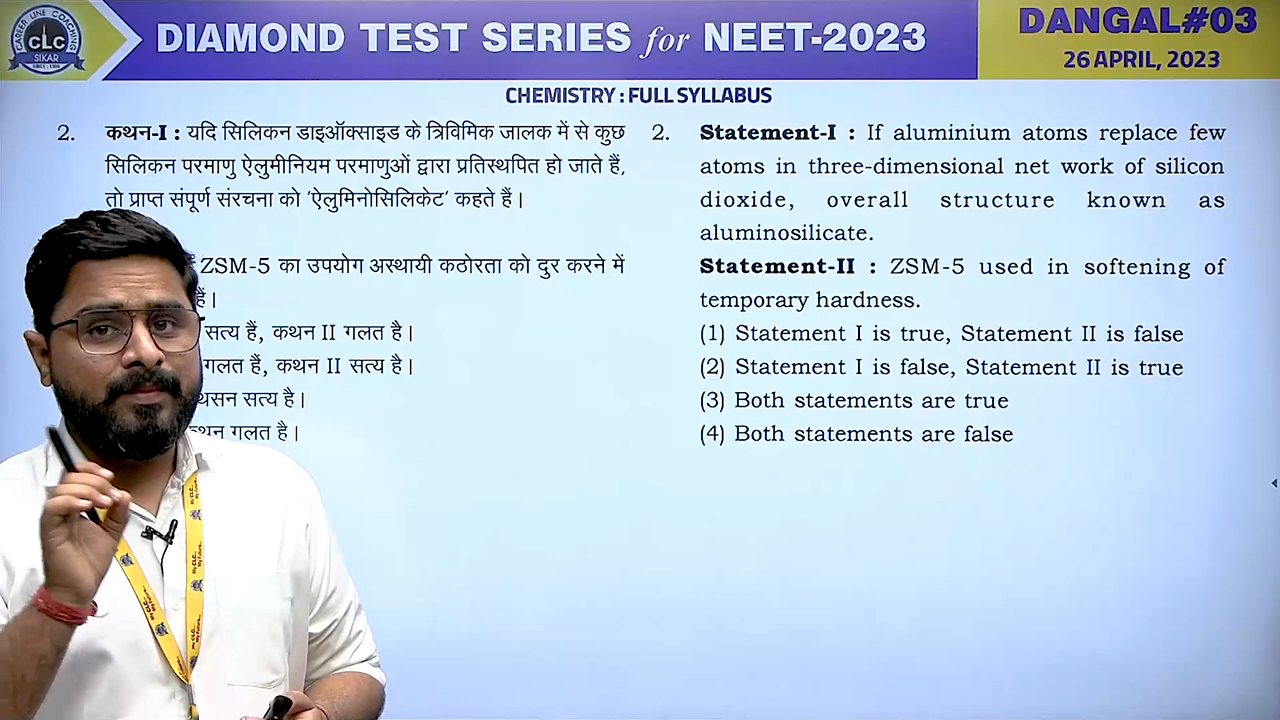 CAREER LINE COACHING
CLC
SIKAR
DIAMOND TEST SERIES for NEET-2023
DANGAL#03
26 APRIL, 2023
CHEMISTRY : FULL SYLLABUS
2. कथन-I : यदि सिलिकन डाइऑक्साइड के त्रिविमिक जालक में से कुछ
सिलिकन परमाणु ऐलुमीनियम परमाणुओं द्वारा प्रतिस्थपित हो जाते हैं,
तो प्राप्त संपूर्ण संरचना को 'ऐलुमिनोसिलिकेट' कहते हैं।
ZSM-5 का उपयोग अस्थायी कठोरता को दुर करने में
हैं।
सत्य हैं, कथन II गलत है।
गलत हैं, कथन II सत्य है।
सत्य है।
गलत है।
2. Statement-I : If aluminium atoms replace few
atoms in three-dimensional net work of silicon
dioxide, overall structure known as
aluminosilicate.
Statement-II : ZSM-5 used in softening of
temporary hardness.
(1) Statement I is true, Statement II is false
(2) Statement I is false, Statement II is true
(3) Both statements are true
(4) Both statements are false